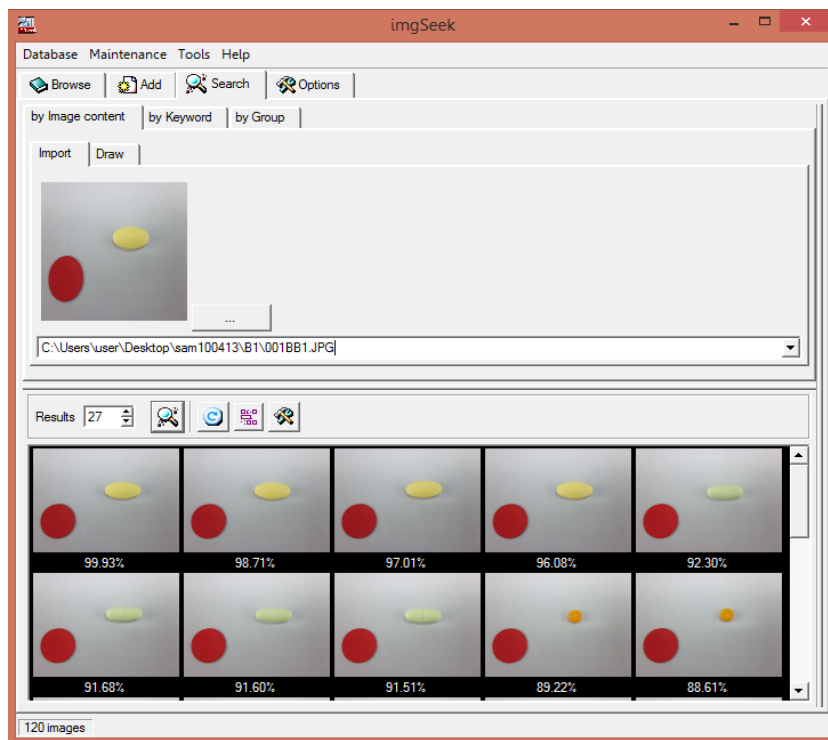 imgSeek
Database Maintenance Tools Help
Browse Add Search Options
by Image content by Keyword by Group
Import Draw
...
C:\Users\user\Desktop\sam100413\B1\001BB1.JPG
Results 27
99.93% 98.71% 97.01% 96.08% 92.30%
91.68% 91.60% 91.51% 89.22% 88.61%
120 images